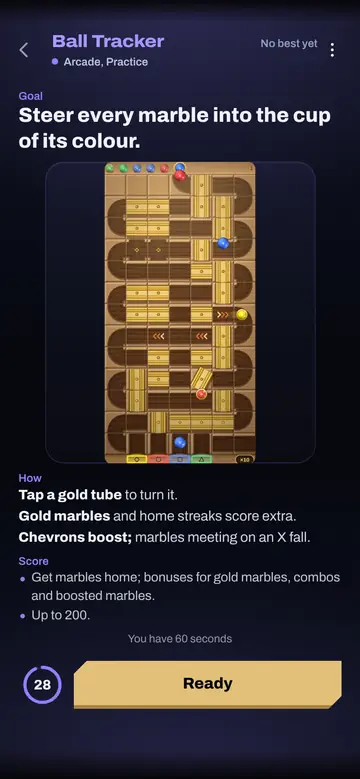 Ball Tracker
No best yet
Arcade, Practice
Goal
Steer every marble into the cup
of its colour.
×10
How
Tap a gold tube to turn it.
Gold marbles and home streaks score extra.
Chevrons boost; marbles meeting on an X fall.
Score
Get marbles home; bonuses for gold marbles, combos
and boosted marbles.
Up to 200.
You have 60 seconds
28
Ready